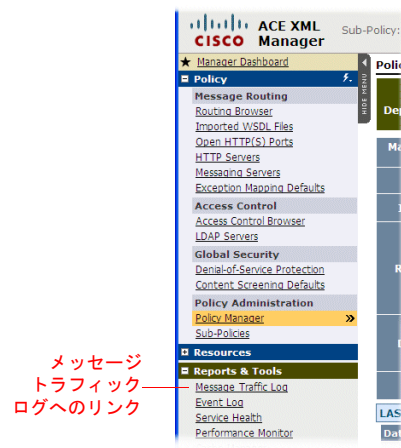 CISCO
ACE XML
Manager
Sub-Policy:
Manager Dashboard
Policy
Message Routing
Routing Browser
Imported WSDL Files
Open HTTP(S) Ports
HTTP Servers
Messaging Servers
Exception Mapping Defaults
Access Control
Access Control Browser
LDAP Servers
Global Security
Denial-of-Service Protection
Content Screening Defaults
Policy Administration
Policy Manager »
Sub-Policies
Resources
Reports & Tools
Message Traffic Log
Event Log
Service Health
Performance Monitor
HIDE MENU
LAS
メッセージ
トラフィック
ログへのリンク